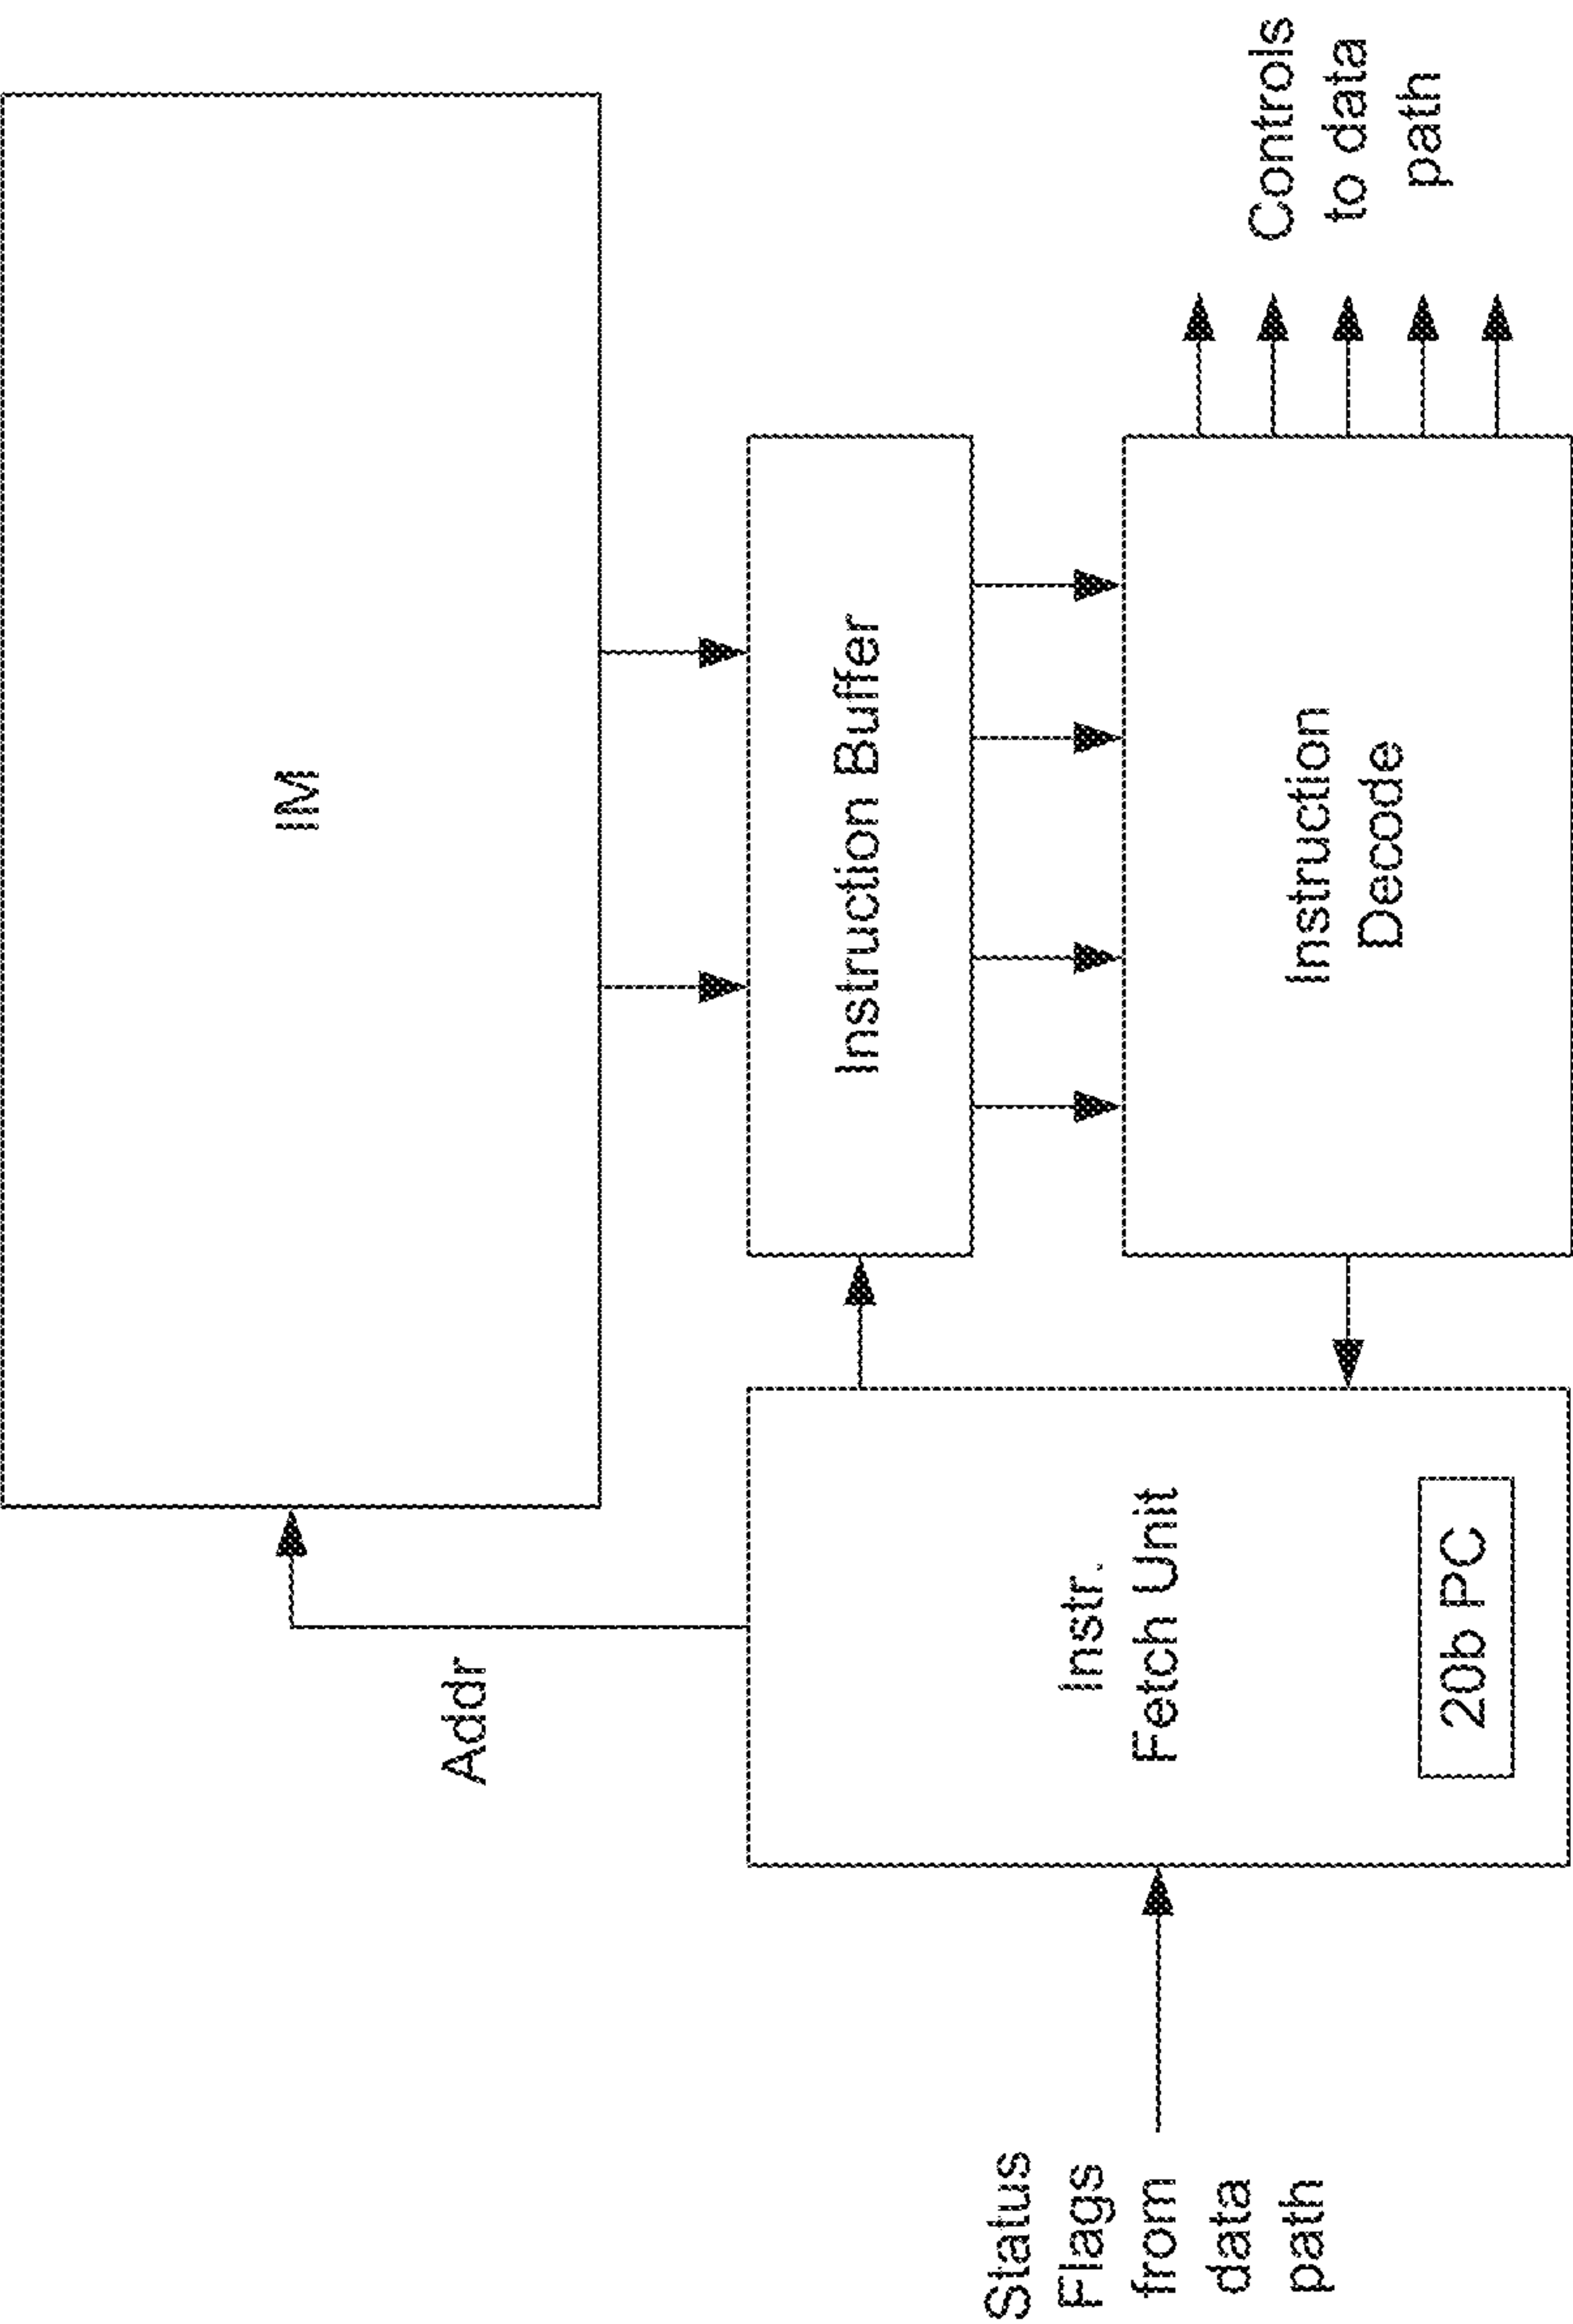 IM
Addr
Instruction Buffer
Instr.
Fetch Unit
20b PC
Instruction
Decode
Status
Flags
from
data
path
Controls
to data
path